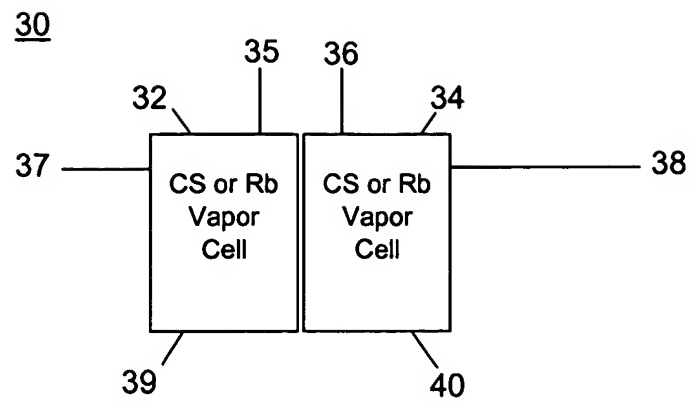 30
35 36
32 34
37 38
CS or Rb CS or Rb
Vapor Vapor
Cell Cell
39 40